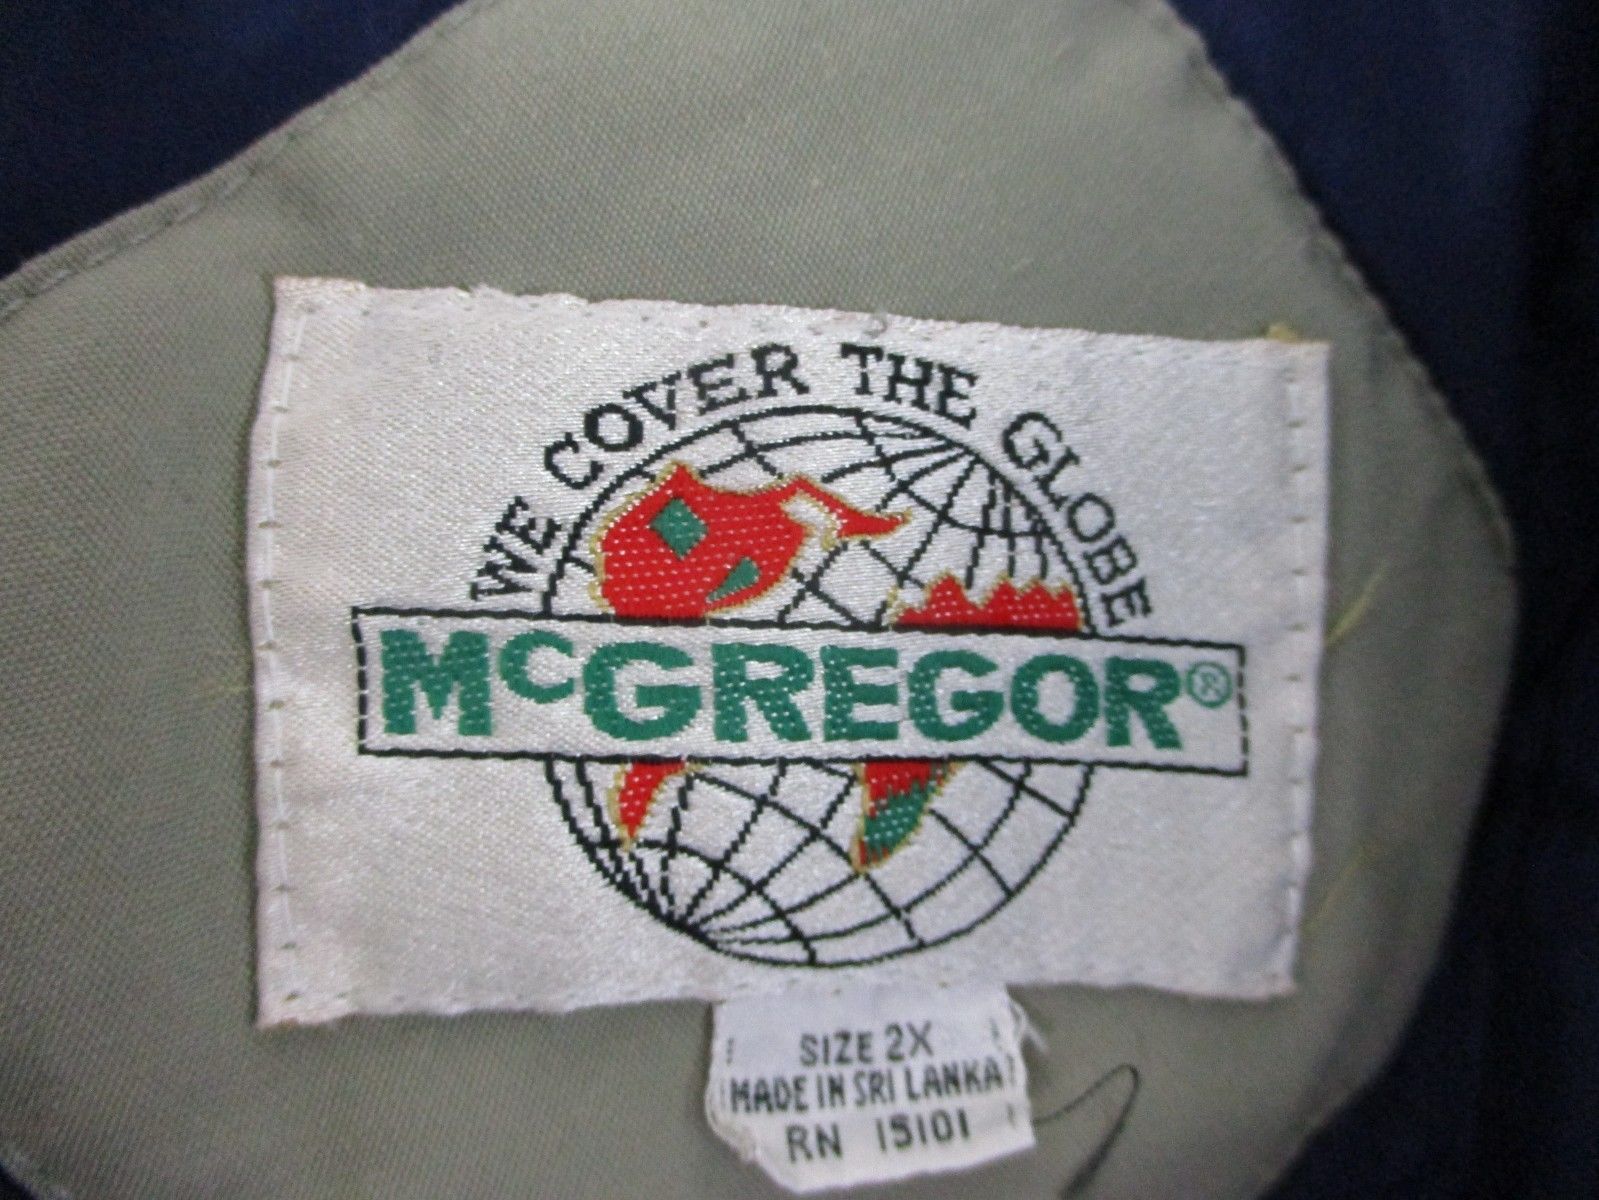 WE COVER THE GLOBE
McGREGOR®
SIZE 2X
MADE IN SRI LANKA
RN 15101